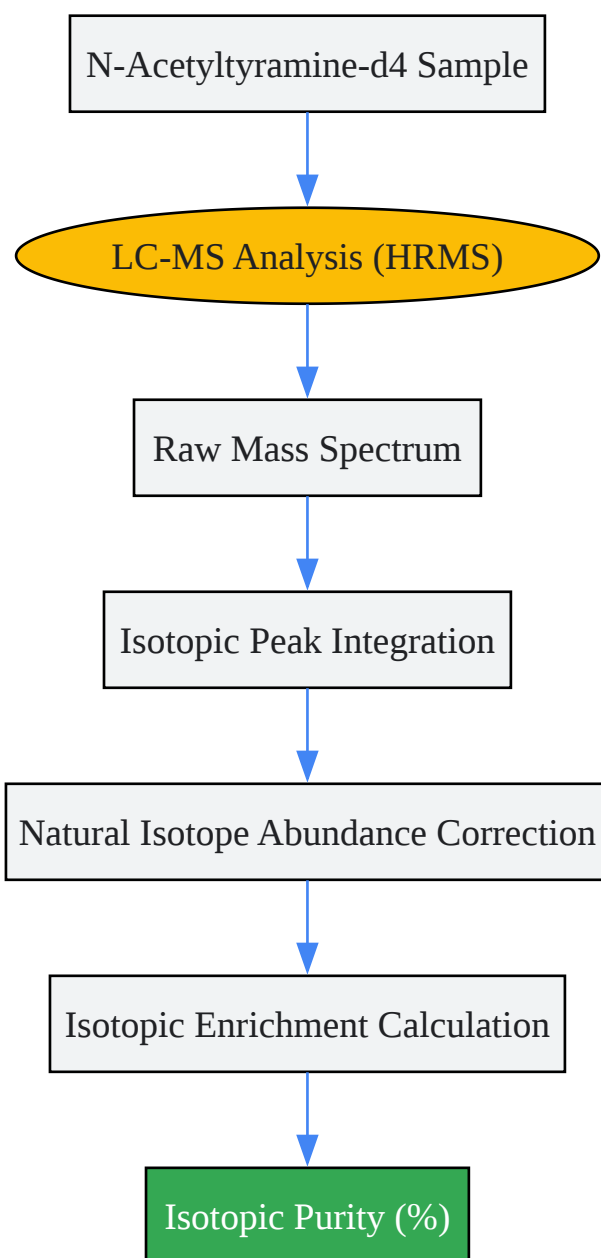 N-Acetyltyramine-d4 Sample
LC-MS Analysis (HRMS)
Raw Mass Spectrum
Isotopic Peak Integration
Natural Isotope Abundance Correction
Isotopic Enrichment Calculation
Isotopic Purity (%)